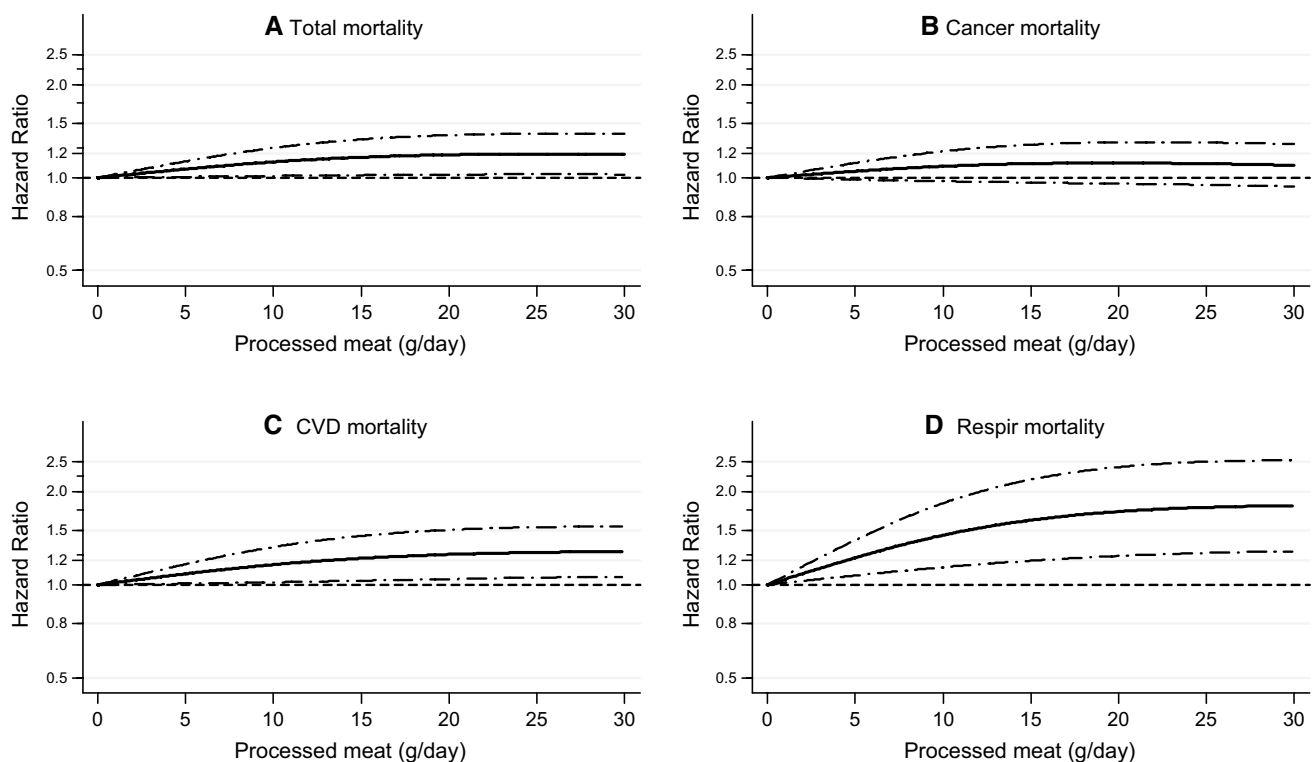 A Total mortality
Hazard Ratio
2.5
2.0
1.5
1.2
1.0
0.8
0.5
0 5 10 15 20 25 30
Processed meat (g/day)
B Cancer mortality
Hazard Ratio
2.5
2.0
1.5
1.2
1.0
0.8
0.5
0 5 10 15 20 25 30
Processed meat (g/day)
C CVD mortality
Hazard Ratio
2.5
2.0
1.5
1.2
1.0
0.8
0.5
0 5 10 15 20 25 30
Processed meat (g/day)
D Respir mortality
Hazard Ratio
2.5
2.0
1.5
1.2
1.0
0.8
0.5
0 5 10 15 20 25 30
Processed meat (g/day)